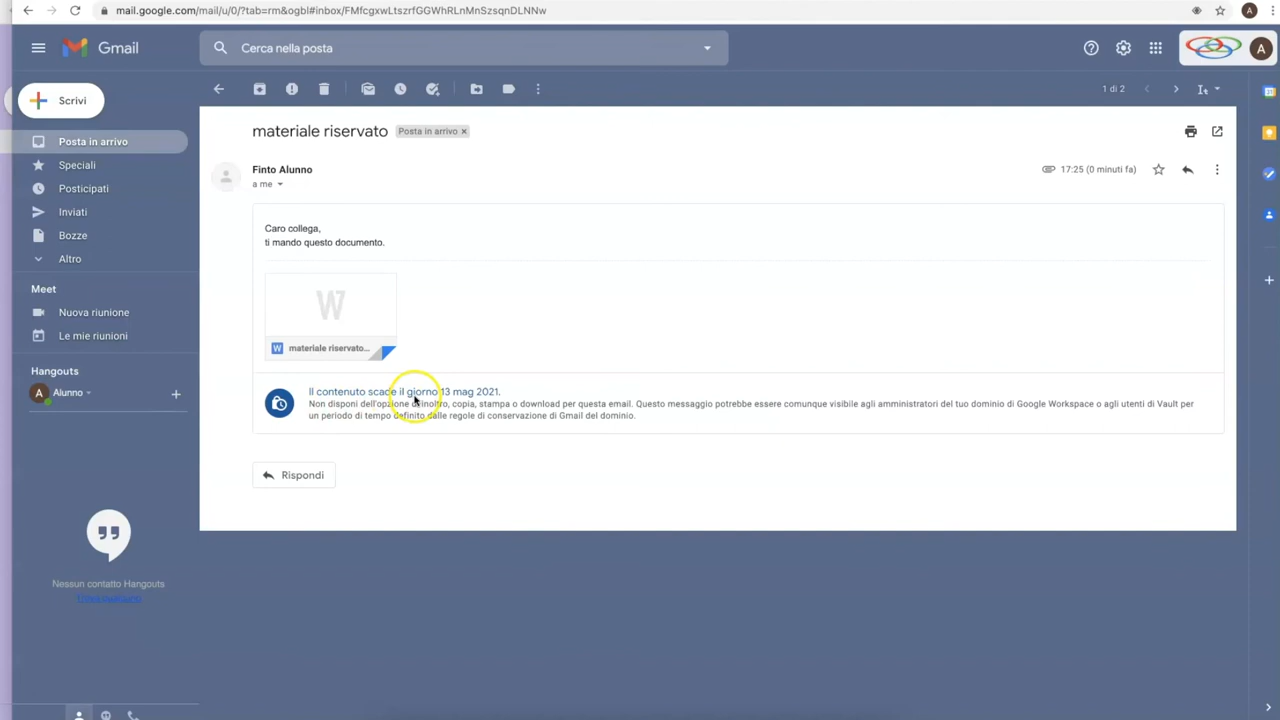 mail.google.com/mail/u/0/?tab=rm&ogbl#inbox/FMfcgxwLtszrfGGWhRLnMnSzsqnDLNNw
A
Gmail
Cerca nella posta
A
Scrivi
1 di 2
Posta in arrivo
Speciali
Posticipati
Inviati
Bozze
Altro
Meet
Nuova riunione
Le mie riunioni
Hangouts
A Alunno
Nessun contatto Hangouts
materiale riservato Posta in arrivo x
Finto Alunno
17:25 (0 minuti fa)
a me
Caro collega,
ti mando questo documento.
W
W materiale riservato...
Il contenuto scade il giorno 13 mag 2021.
Non disponi dell'opzione di inoltro, copia, stampa o download per questa email. Questo messaggio potrebbe essere comunque visibile agli amministratori del tuo dominio di Google Workspace o agli utenti di Vault per
un periodo di tempo definito dalle regole di conservazione di Gmail del dominio.
Rispondi